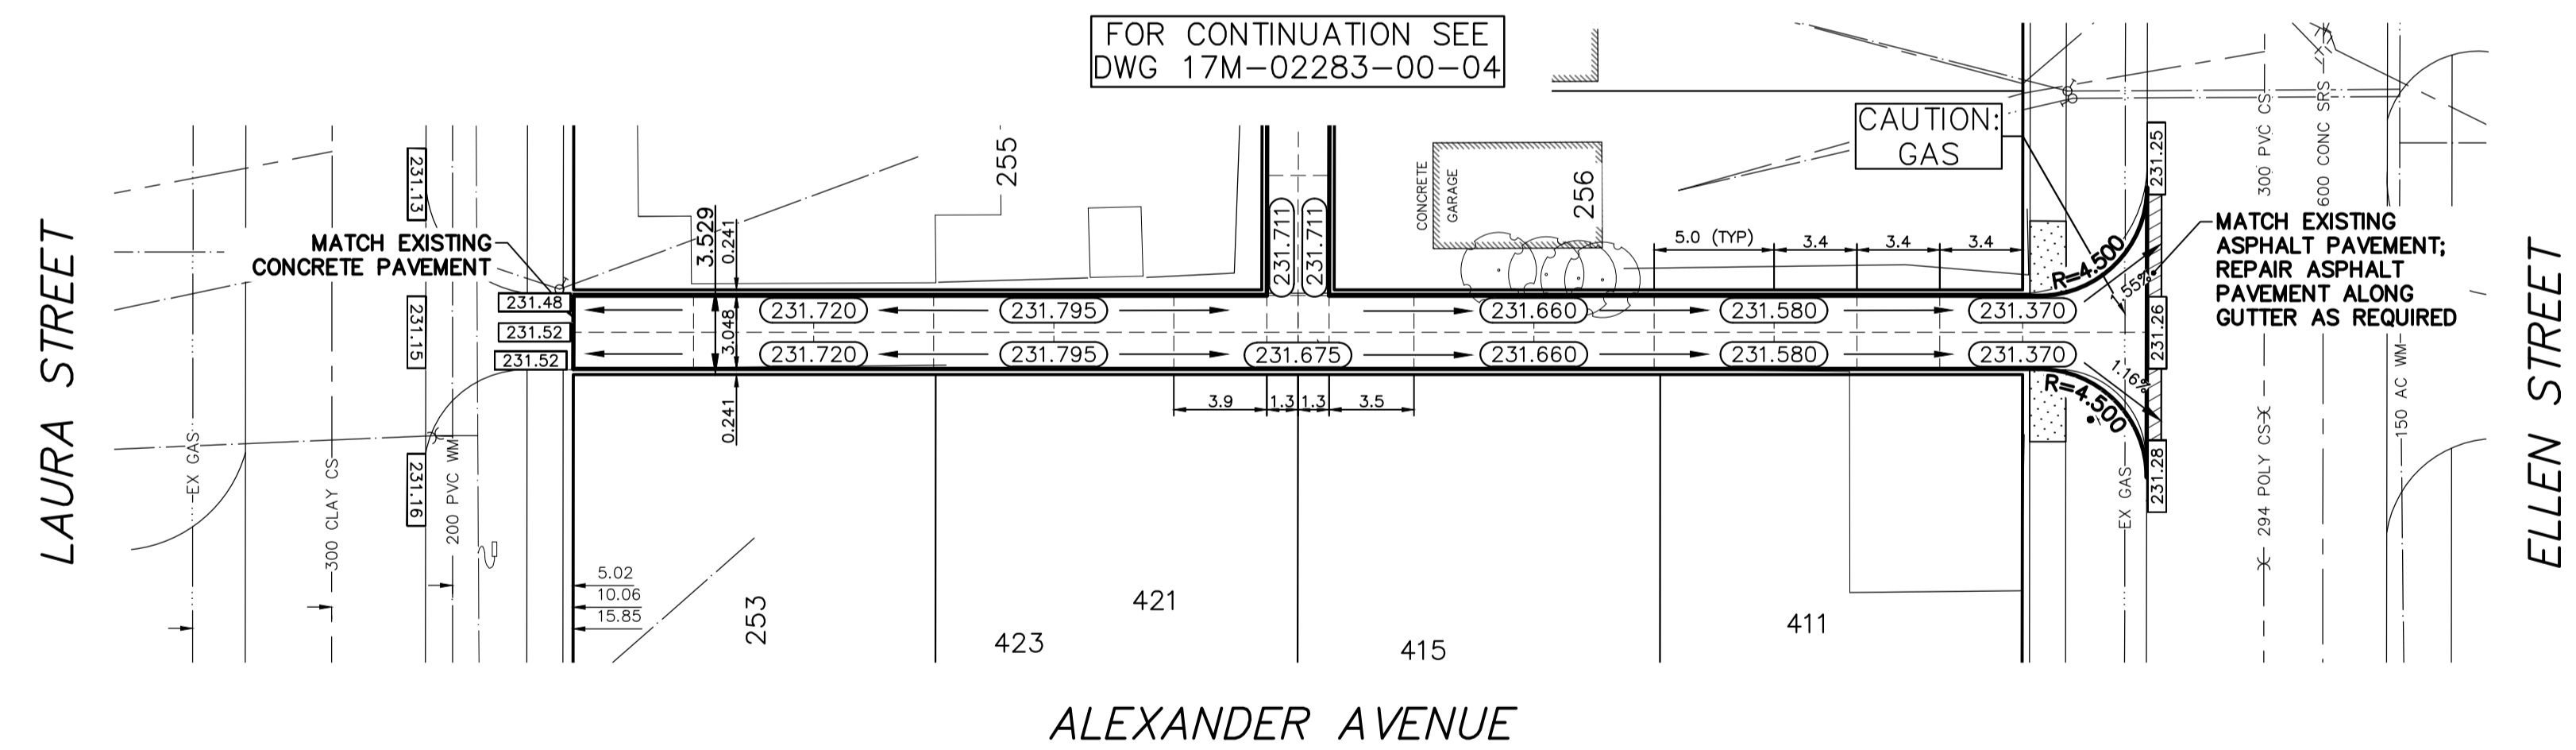 FOR CONTINUATION SEE
DWG 17M-02283-00-04
CAUTION:
GAS
LAURA STREET
ELLEN STREET
ALEXANDER AVENUE
MATCH EXISTING
CONCRETE PAVEMENT
MATCH EXISTING
ASPHALT PAVEMENT;
REPAIR ASPHALT
PAVEMENT ALONG
GUTTER AS REQUIRED
231.13
231.15
231.16
231.48
231.52
231.52
EX GAS
300 CLAY CS
200 PVC WM
5.02
10.06
15.85
3.529
0.241
3.048
0.241
255
253
256
CONCRETE
GARAGE
231.711
231.711
231.720
231.795
231.660
231.580
231.370
231.720
231.795
231.675
231.660
231.580
231.370
5.0 (TYP)
3.4
3.4
3.4
3.9
1.3
1.3
3.5
R=4.500
R=4.500
1.55%
1.16%
231.25
231.26
231.28
EX GAS
300 PVC CS
600 CONC SRS
294 POLY CS
150 AC WM
423
421
415
411